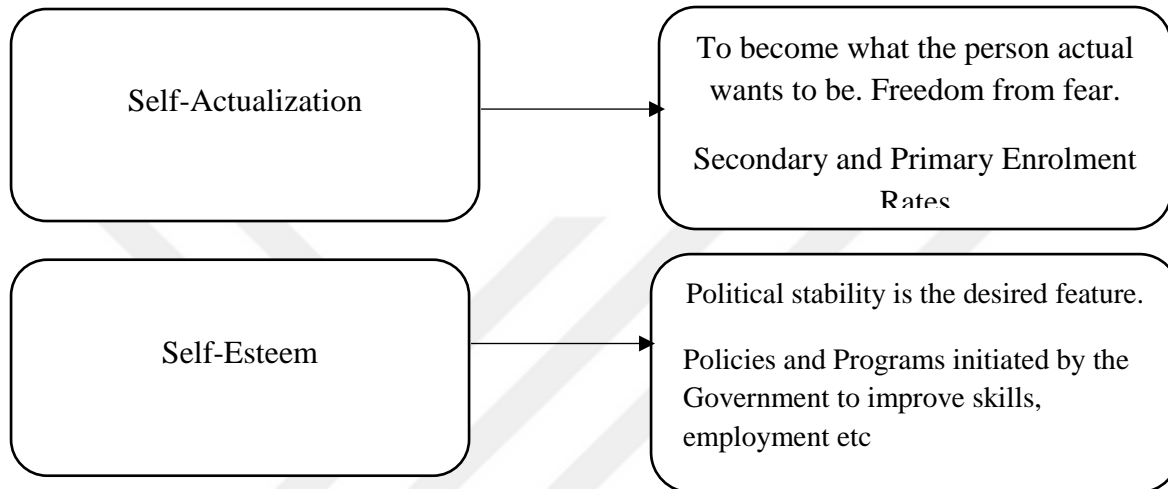 Self-Actualization
To become what the person actual
wants to be. Freedom from fear.
Secondary and Primary Enrolment
Rates
Self-Esteem
Political stability is the desired feature.
Policies and Programs initiated by the
Government to improve skills,
employment etc